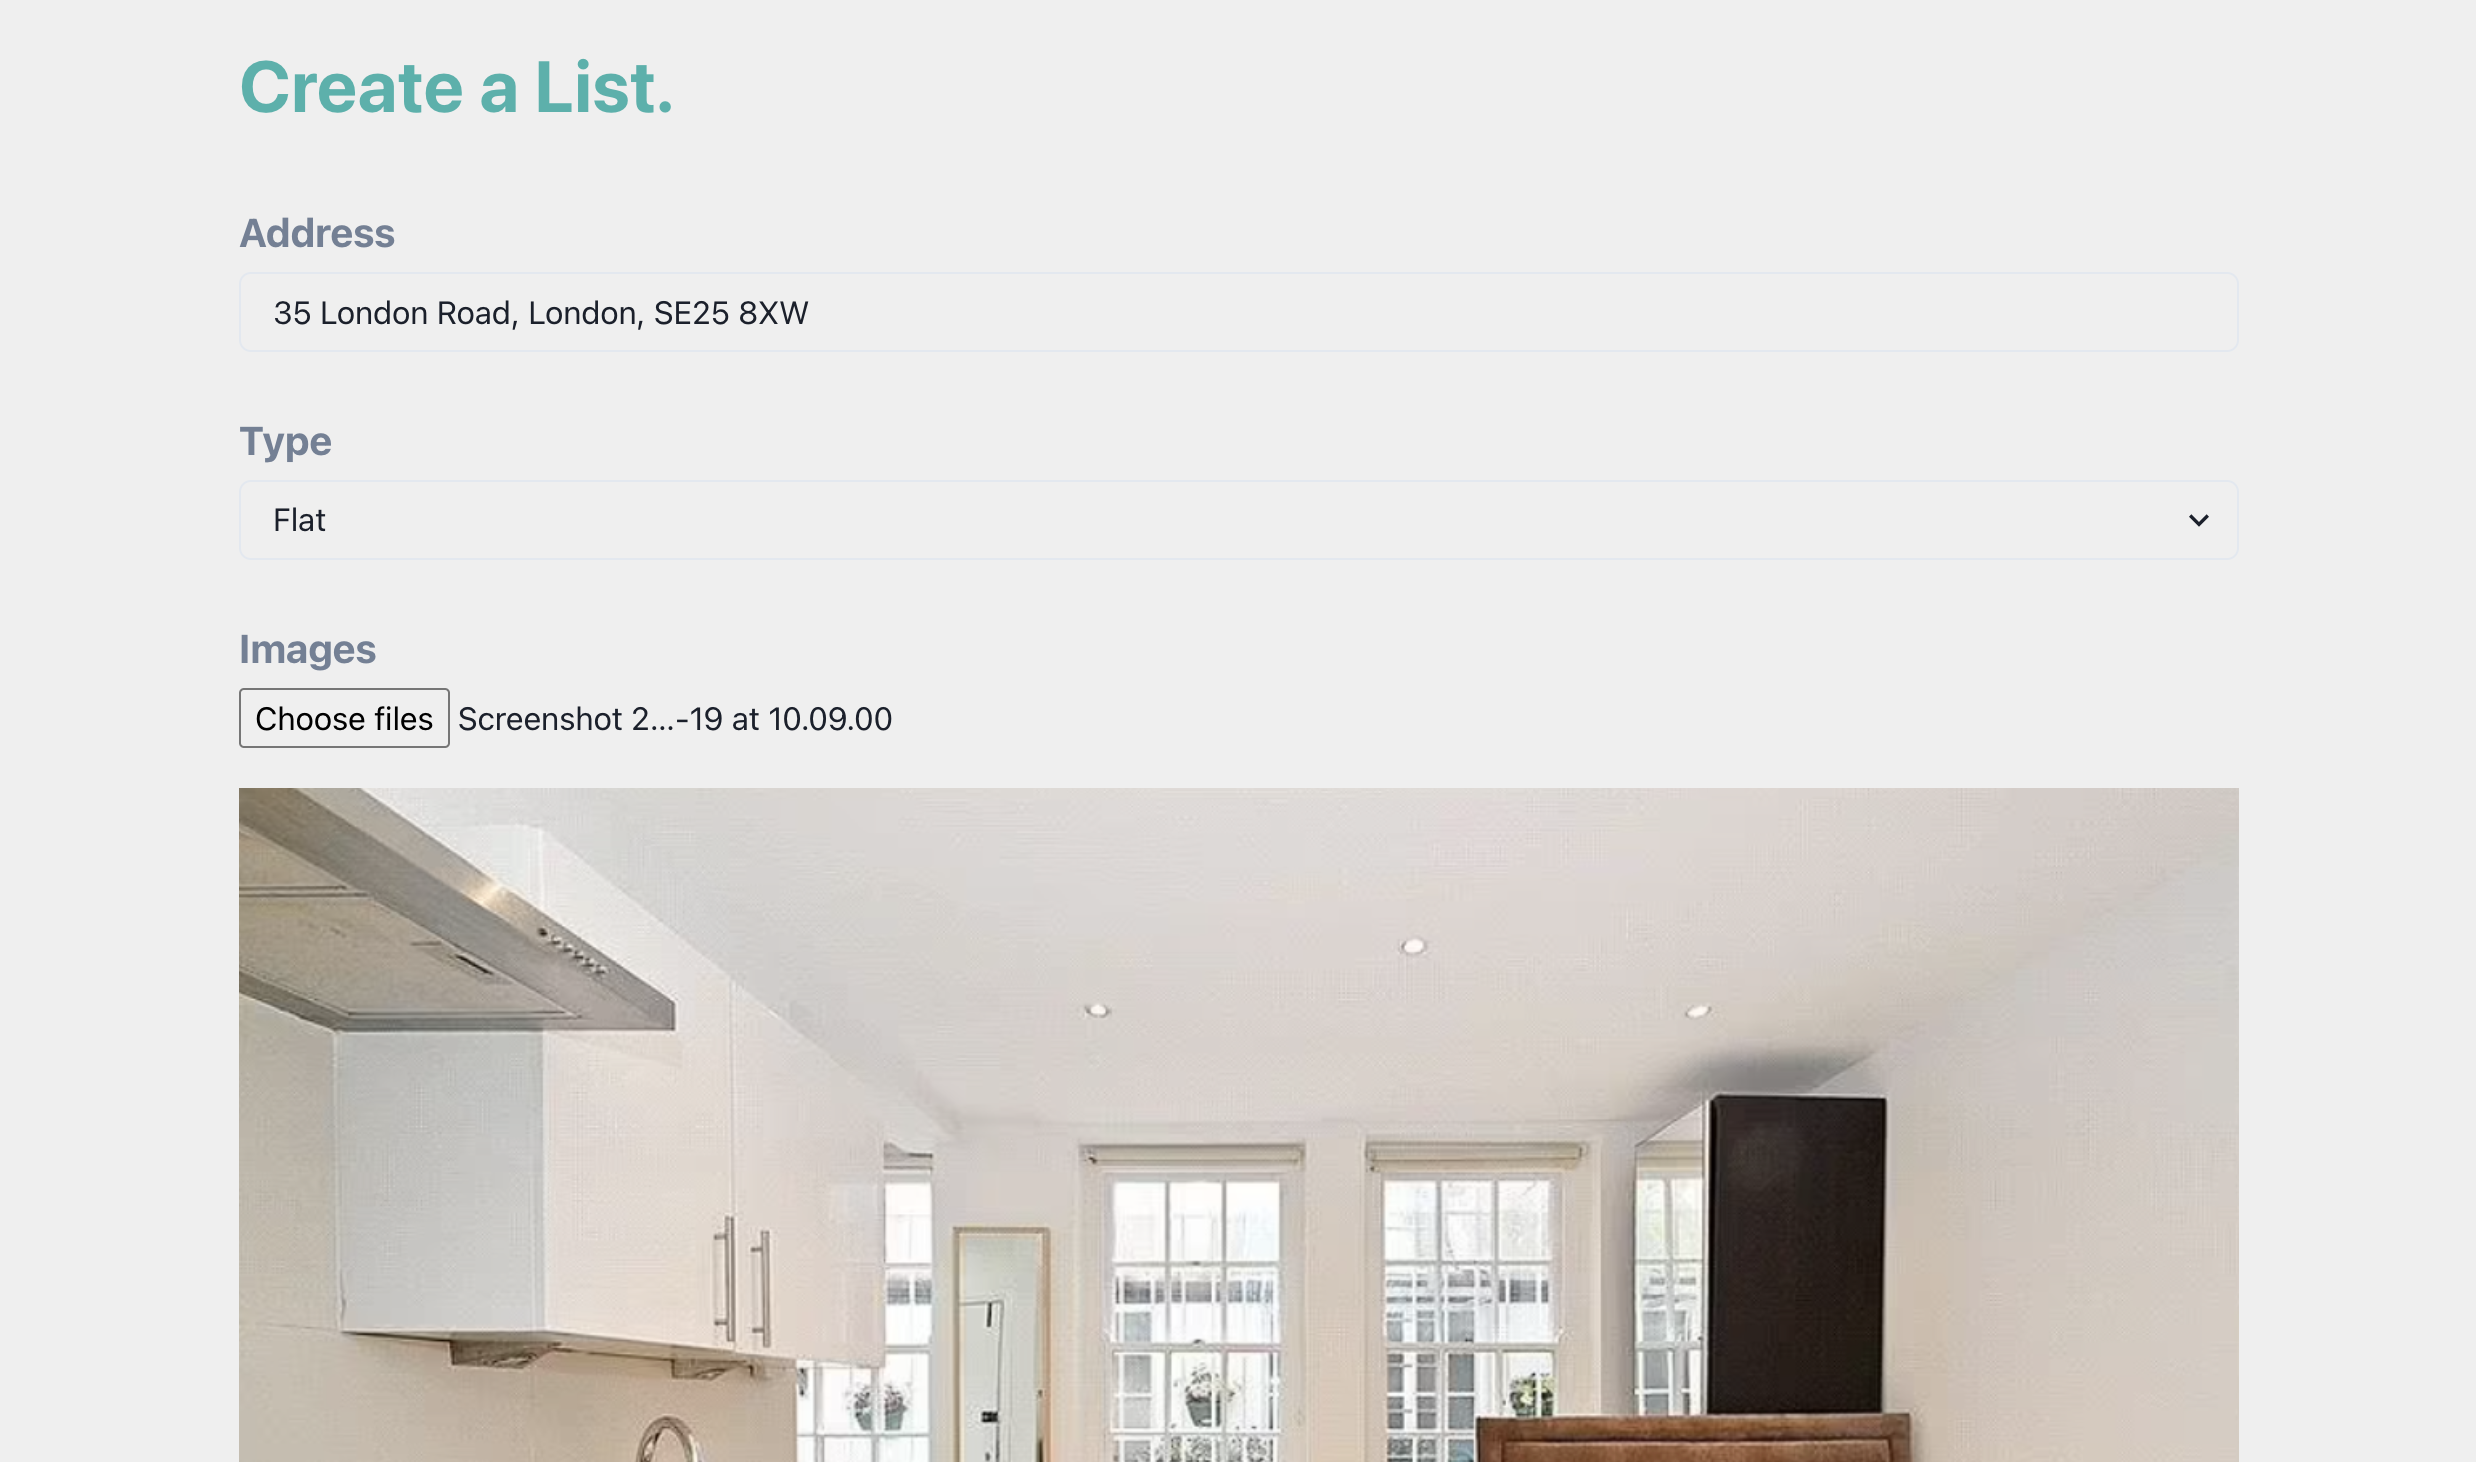 Create a List.
Address
35 London Road, London, SE25 8XW
Type
Flat
Images
Choose files Screenshot 2...-19 at 10.09.00